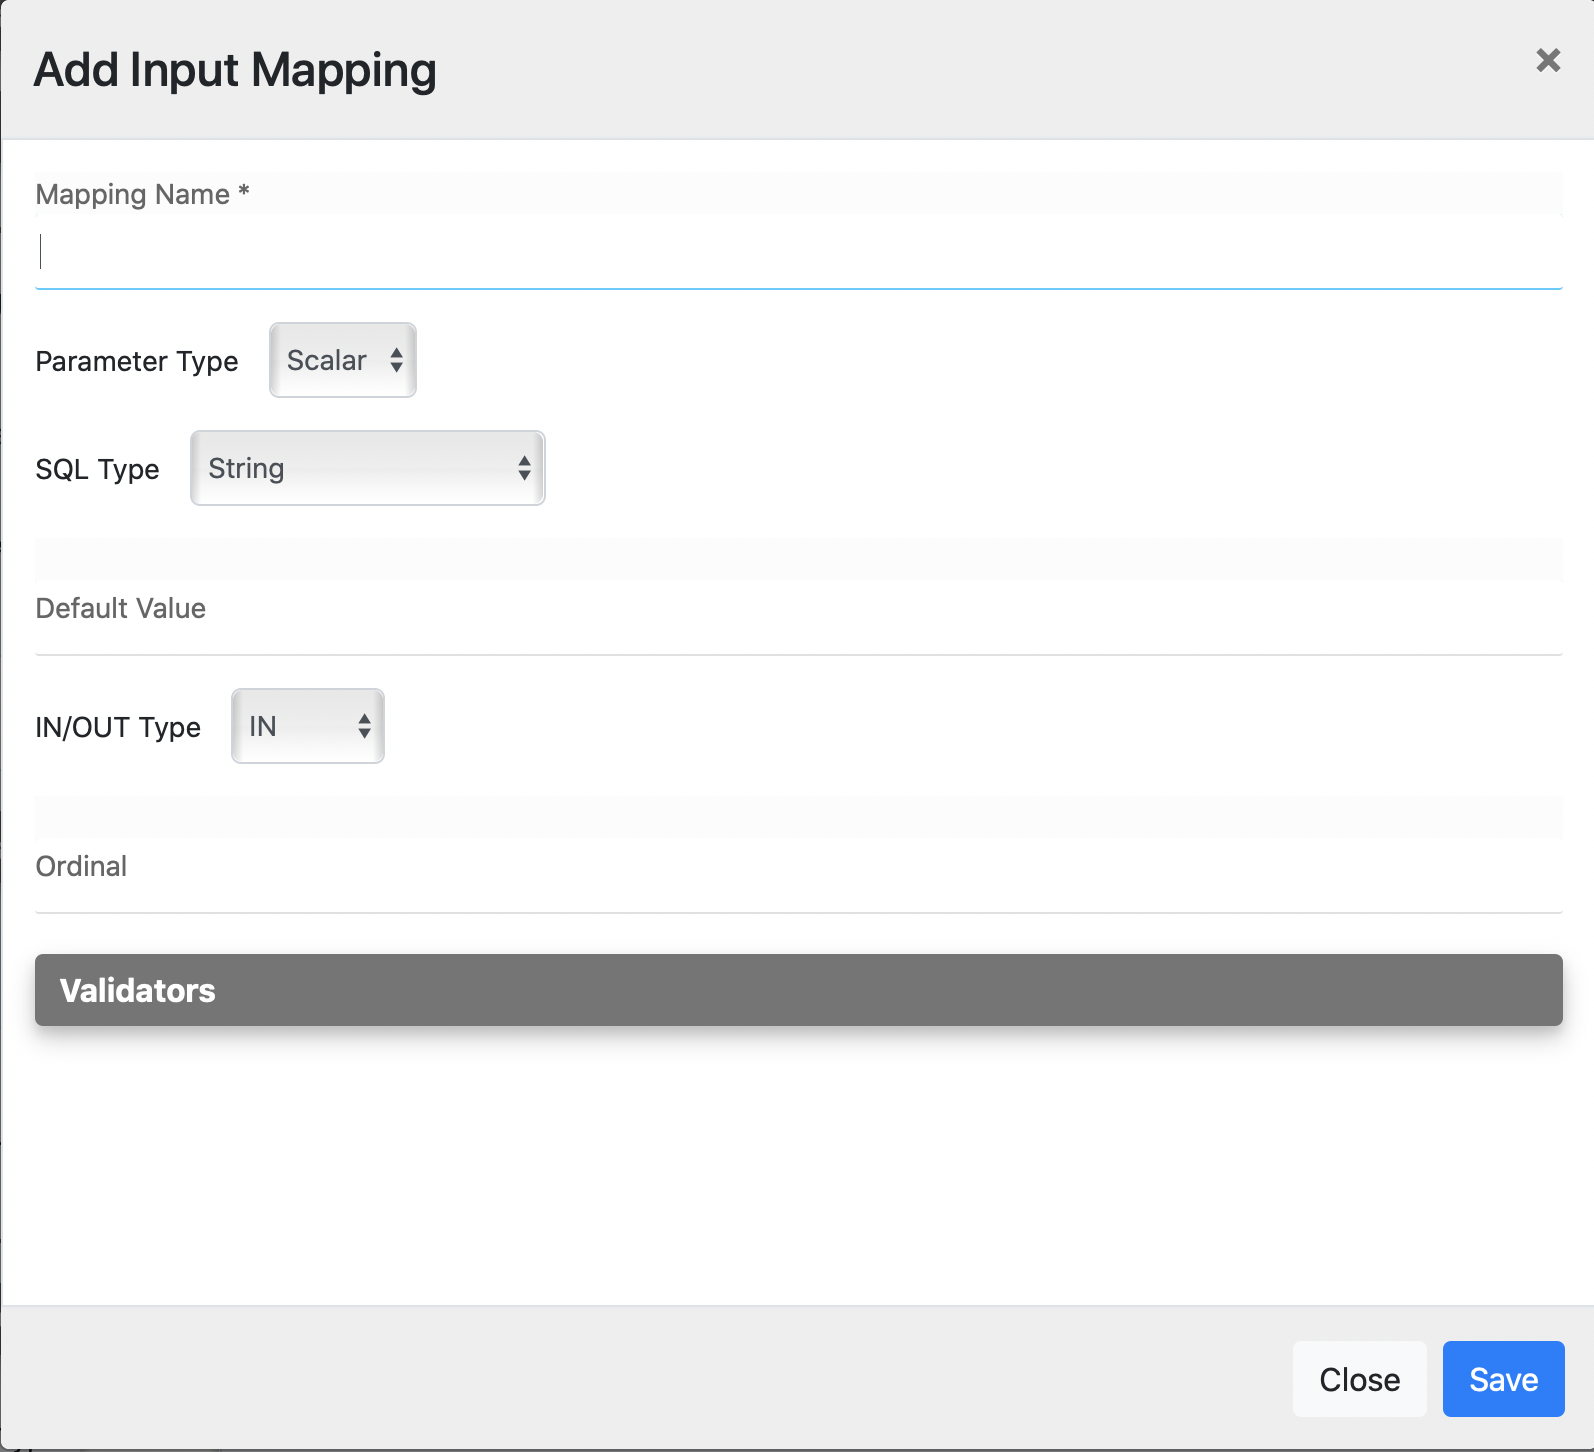 Add Input Mapping
Mapping Name *
Parameter Type Scalar
SQL Type String
Default Value
IN/OUT Type IN
Ordinal
Validators
Close Save